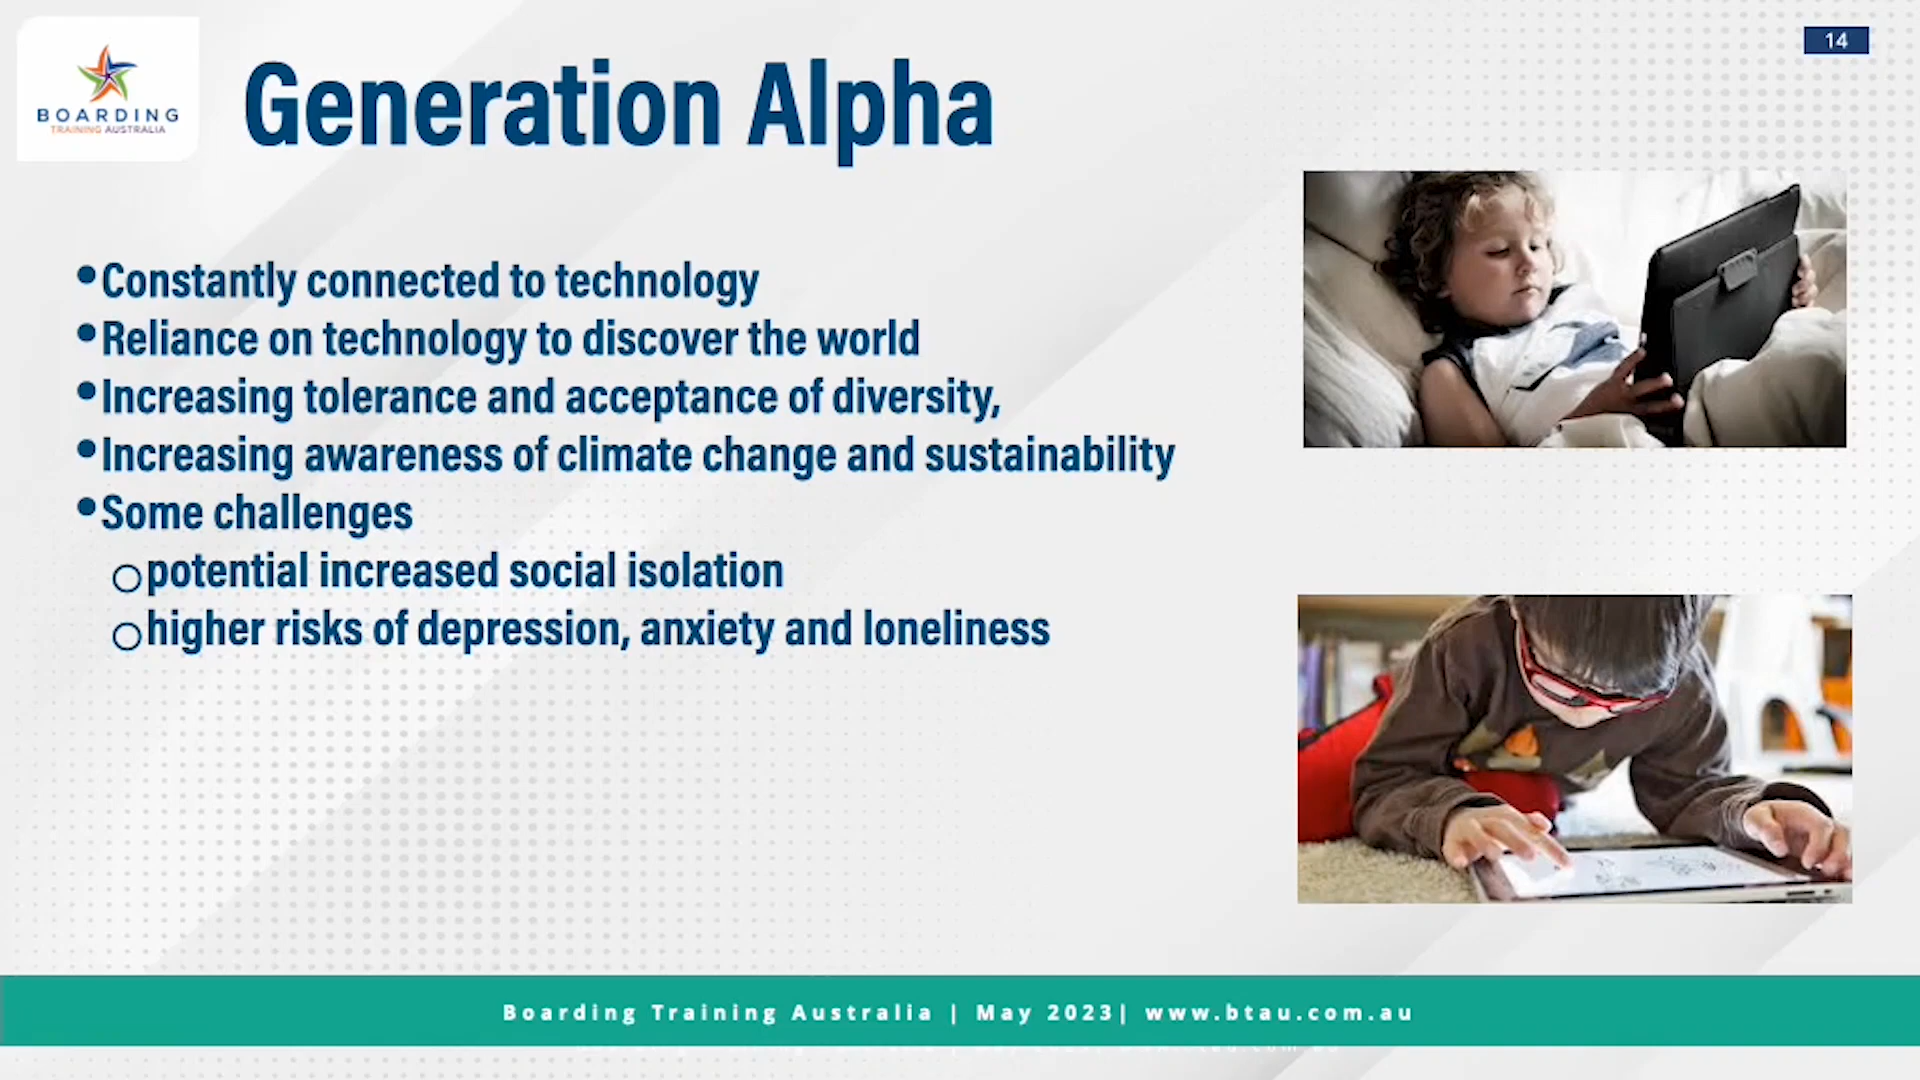 BOARDING
TRAINING AUSTRALIA
Generation Alpha
14
•Constantly connected to technology
•Reliance on technology to discover the world
•Increasing tolerance and acceptance of diversity,
•Increasing awareness of climate change and sustainability
•Some challenges
○potential increased social isolation
○higher risks of depression, anxiety and loneliness
Boarding Training Australia | May 2023| www.btau.com.au